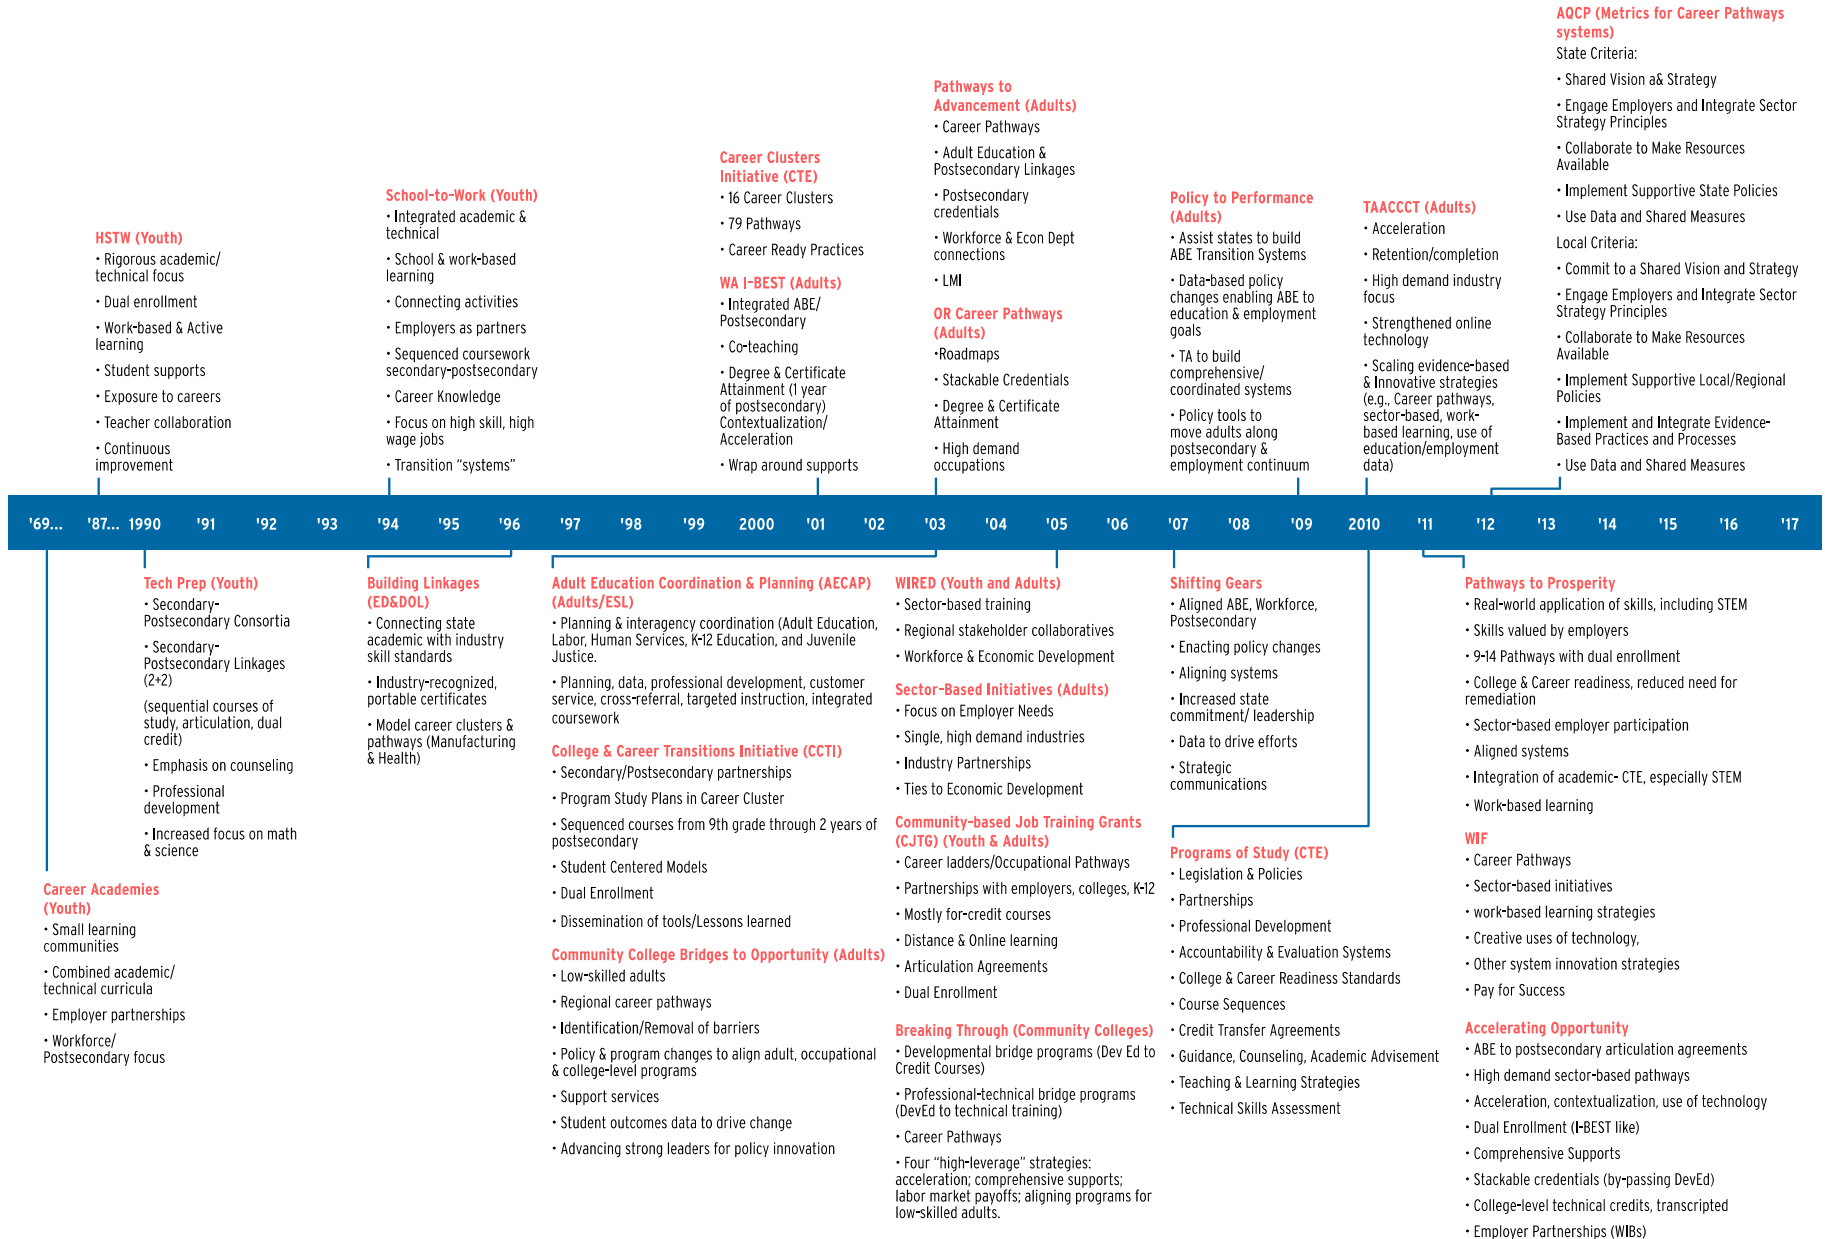 AQCP (Metrics for Career Pathways
systems)
State Criteria:
• Shared Vision a& Strategy
• Engage Employers and Integrate Sector
Strategy Principles
• Collaborate to Make Resources
Available
• Implement Supportive State Policies
• Use Data and Shared Measures
Local Criteria:
• Commit to a Shared Vision and Strategy
• Engage Employers and Integrate Sector
Strategy Principles
• Collaborate to Make Resources
Available
• Implement Supportive Local/Regional
Policies
• Implement and Integrate Evidence-
Based Practices and Processes
• Use Data and Shared Measures
Pathways to
Advancement (Adults)
• Career Pathways
• Adult Education &
Postsecondary Linkages
• Postsecondary
credentials
• Workforce & Econ Dept
connections
• LMI
OR Career Pathways
(Adults)
•Roadmaps
• Stackable Credentials
• Degree & Certificate
Attainment
• High demand
occupations
Career Clusters
Initiative (CTE)
• 16 Career Clusters
• 79 Pathways
• Career Ready Practices
WA I-BEST (Adults)
• Integrated ABE/
Postsecondary
• Co-teaching
• Degree & Certificate
Attainment (1 year
of postsecondary)
Contextualization/
Acceleration
• Wrap around supports
School-to-Work (Youth)
• Integrated academic &
technical
• School & work-based
learning
• Connecting activities
• Employers as partners
• Sequenced coursework
secondary-postsecondary
• Career Knowledge
• Focus on high skill, high
wage jobs
• Transition “systems”
Policy to Performance
(Adults)
• Assist states to build
ABE Transition Systems
• Data-based policy
changes enabling ABE to
education & employment
goals
• TA to build
comprehensive/
coordinated systems
• Policy tools to
move adults along
postsecondary &
employment continuum
TAACCCT (Adults)
• Acceleration
• Retention/completion
• High demand industry
focus
• Strengthened online
technology
• Scaling evidence-based
& Innovative strategies
(e.g., Career pathways,
sector-based, work-
based learning, use of
education/employment
data)
HSTW (Youth)
• Rigorous academic/
technical focus
• Dual enrollment
• Work-based & Active
learning
• Student supports
• Exposure to careers
• Teacher collaboration
• Continuous
improvement
'69... '87... 1990 '91 '92 '93 '94 '95 '96 '97 '98 '99 2000 '01 '02 '03 '04 '05 '06 '07 '08 '09 2010 '11 '12 '13 '14 '15 '16 '17
Career Academies
(Youth)
• Small learning
communities
• Combined academic/
technical curricula
• Employer partnerships
• Workforce/
Postsecondary focus
Tech Prep (Youth)
• Secondary-
Postsecondary Consortia
• Secondary-
Postsecondary Linkages
(2+2)
(sequential courses of
study, articulation, dual
credit)
• Emphasis on counseling
• Professional
development
• Increased focus on math
& science
Building Linkages
(ED&DOL)
• Connecting state
academic with industry
skill standards
• Industry-recognized,
portable certificates
• Model career clusters &
pathways (Manufacturing
& Health)
Adult Education Coordination & Planning (AECAP)
(Adults/ESL)
• Planning & interagency coordination (Adult Education,
Labor, Human Services, K-12 Education, and Juvenile
Justice.
• Planning, data, professional development, customer
service, cross-referral, targeted instruction, integrated
coursework
College & Career Transitions Initiative (CCTI)
• Secondary/Postsecondary partnerships
• Program Study Plans in Career Cluster
• Sequenced courses from 9th grade through 2 years of
postsecondary
• Student Centered Models
• Dual Enrollment
• Dissemination of tools/Lessons learned
Community College Bridges to Opportunity (Adults)
• Low-skilled adults
• Regional career pathways
• Identification/Removal of barriers
• Policy & program changes to align adult, occupational
& college-level programs
• Support services
• Student outcomes data to drive change
• Advancing strong leaders for policy innovation
WIRED (Youth and Adults)
• Sector-based training
• Regional stakeholder collaboratives
• Workforce & Economic Development
Sector-Based Initiatives (Adults)
• Focus on Employer Needs
• Single, high demand industries
• Industry Partnerships
• Ties to Economic Development
Community-based Job Training Grants
(CJTG) (Youth & Adults)
• Career ladders/Occupational Pathways
• Partnerships with employers, colleges, K-12
• Mostly for-credit courses
• Distance & Online learning
• Articulation Agreements
• Dual Enrollment
Breaking Through (Community Colleges)
• Developmental bridge programs (Dev Ed to
Credit Courses)
• Professional-technical bridge programs
(DevEd to technical training)
• Career Pathways
• Four “high-leverage” strategies:
acceleration; comprehensive supports;
labor market payoffs; aligning programs for
low-skilled adults.
Shifting Gears
• Aligned ABE, Workforce,
Postsecondary
• Enacting policy changes
• Aligning systems
• Increased state
commitment/ leadership
• Data to drive efforts
• Strategic
communications
Programs of Study (CTE)
• Legislation & Policies
• Partnerships
• Professional Development
• Accountability & Evaluation Systems
• College & Career Readiness Standards
• Course Sequences
• Credit Transfer Agreements
• Guidance, Counseling, Academic Advisement
• Teaching & Learning Strategies
• Technical Skills Assessment
Pathways to Prosperity
• Real-world application of skills, including STEM
• Skills valued by employers
• 9-14 Pathways with dual enrollment
• College & Career readiness, reduced need for
remediation
• Sector-based employer participation
• Aligned systems
• Integration of academic- CTE, especially STEM
• Work-based learning
WIF
• Career Pathways
• Sector-based initiatives
• work-based learning strategies
• Creative uses of technology,
• Other system innovation strategies
• Pay for Success
Accelerating Opportunity
• ABE to postsecondary articulation agreements
• High demand sector-based pathways
• Acceleration, contextualization, use of technology
• Dual Enrollment (I-BEST like)
• Comprehensive Supports
• Stackable credentials (by-passing DevEd)
• College-level technical credits, transcripted
• Employer Partnerships (WIBs)